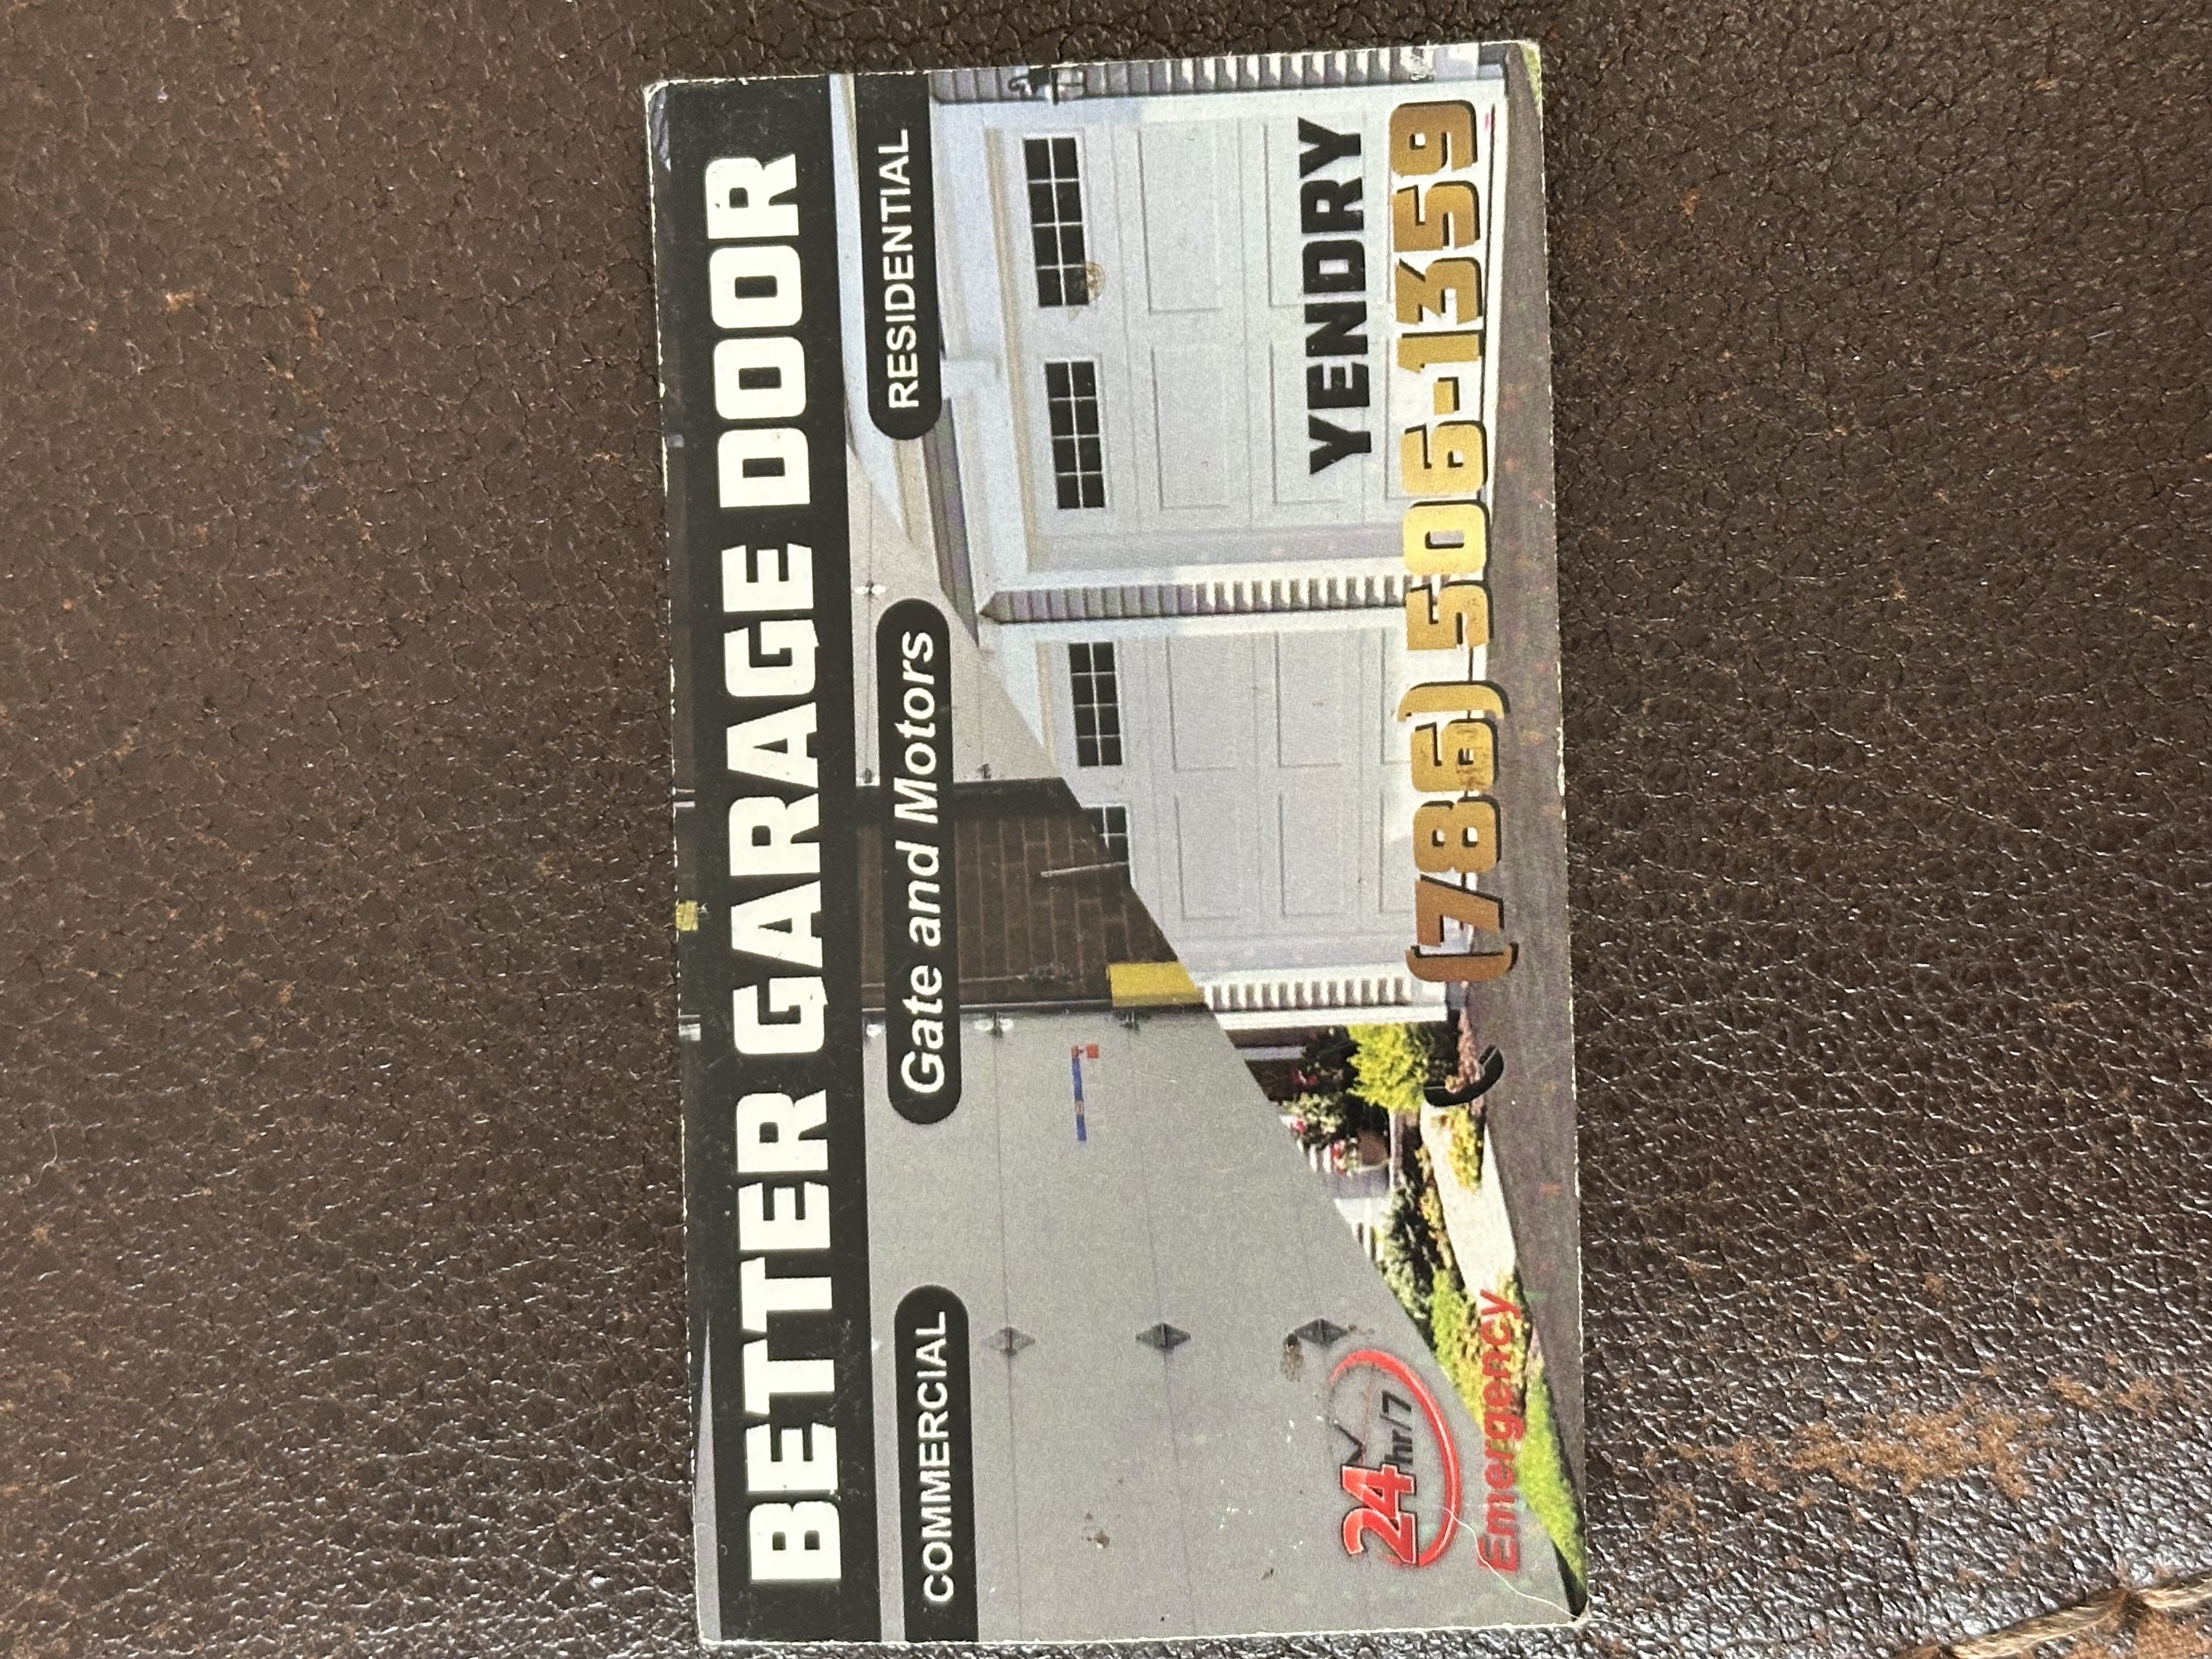 BETTER GARAGE DOOR
COMMERCIAL
Gate and Motors
RESIDENTIAL
YENDRY
(786) 506-1359
24hr/7
Emergency